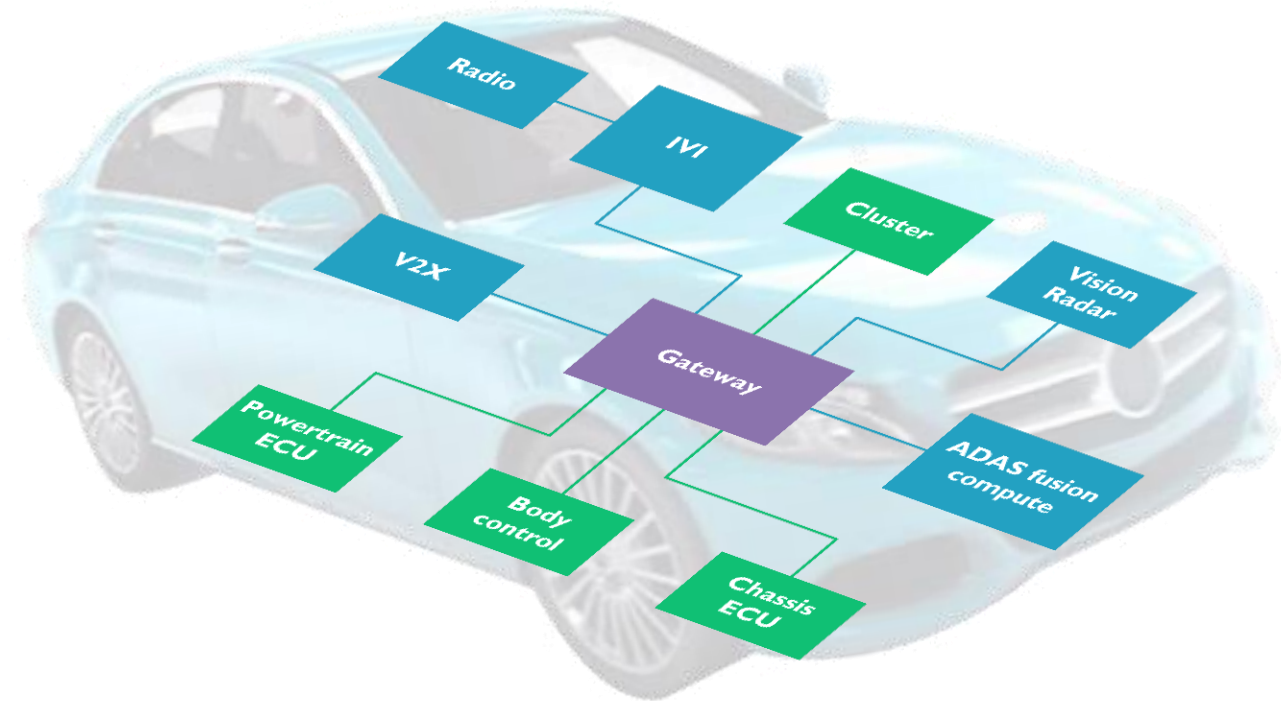 Radio
IVI
Cluster
V2X
Vision
Radar
Gateway
Powertrain
ECU
ADAS fusion
compute
Body
control
Chassis
ECU